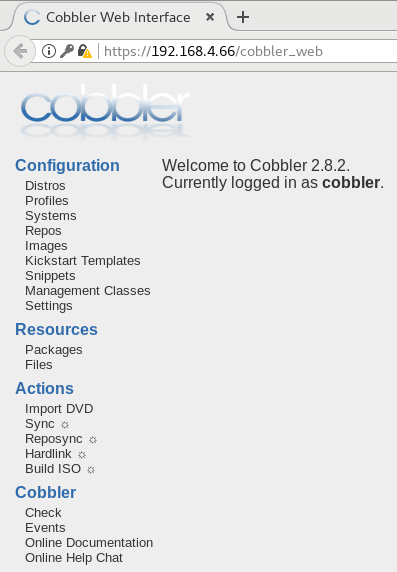 Cobbler Web Interface
https://192.168.4.66/cobbler_web
cobbler
Configuration
Distros
Profiles
Systems
Repos
Images
Kickstart Templates
Snippets
Management Classes
Settings
Resources
Packages
Files
Actions
Import DVD
Sync ☼
Reposync ☼
Hardlink ☼
Build ISO ☼
Cobbler
Check
Events
Online Documentation
Online Help Chat
Welcome to Cobbler 2.8.2.
Currently logged in as cobbler.